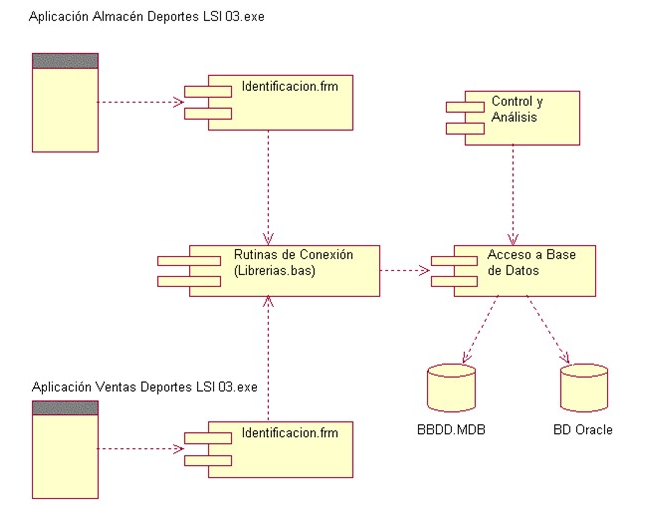 Aplicación Almacén Deportes LSI 03.exe
Identificacion.frm
Control y
Análisis
Rutinas de Conexión
(Librerias.bas)
Acceso a Base
de Datos
Aplicación Ventas Deportes LSI 03.exe
Identificacion.frm
BBDD.MDB
BD Oracle